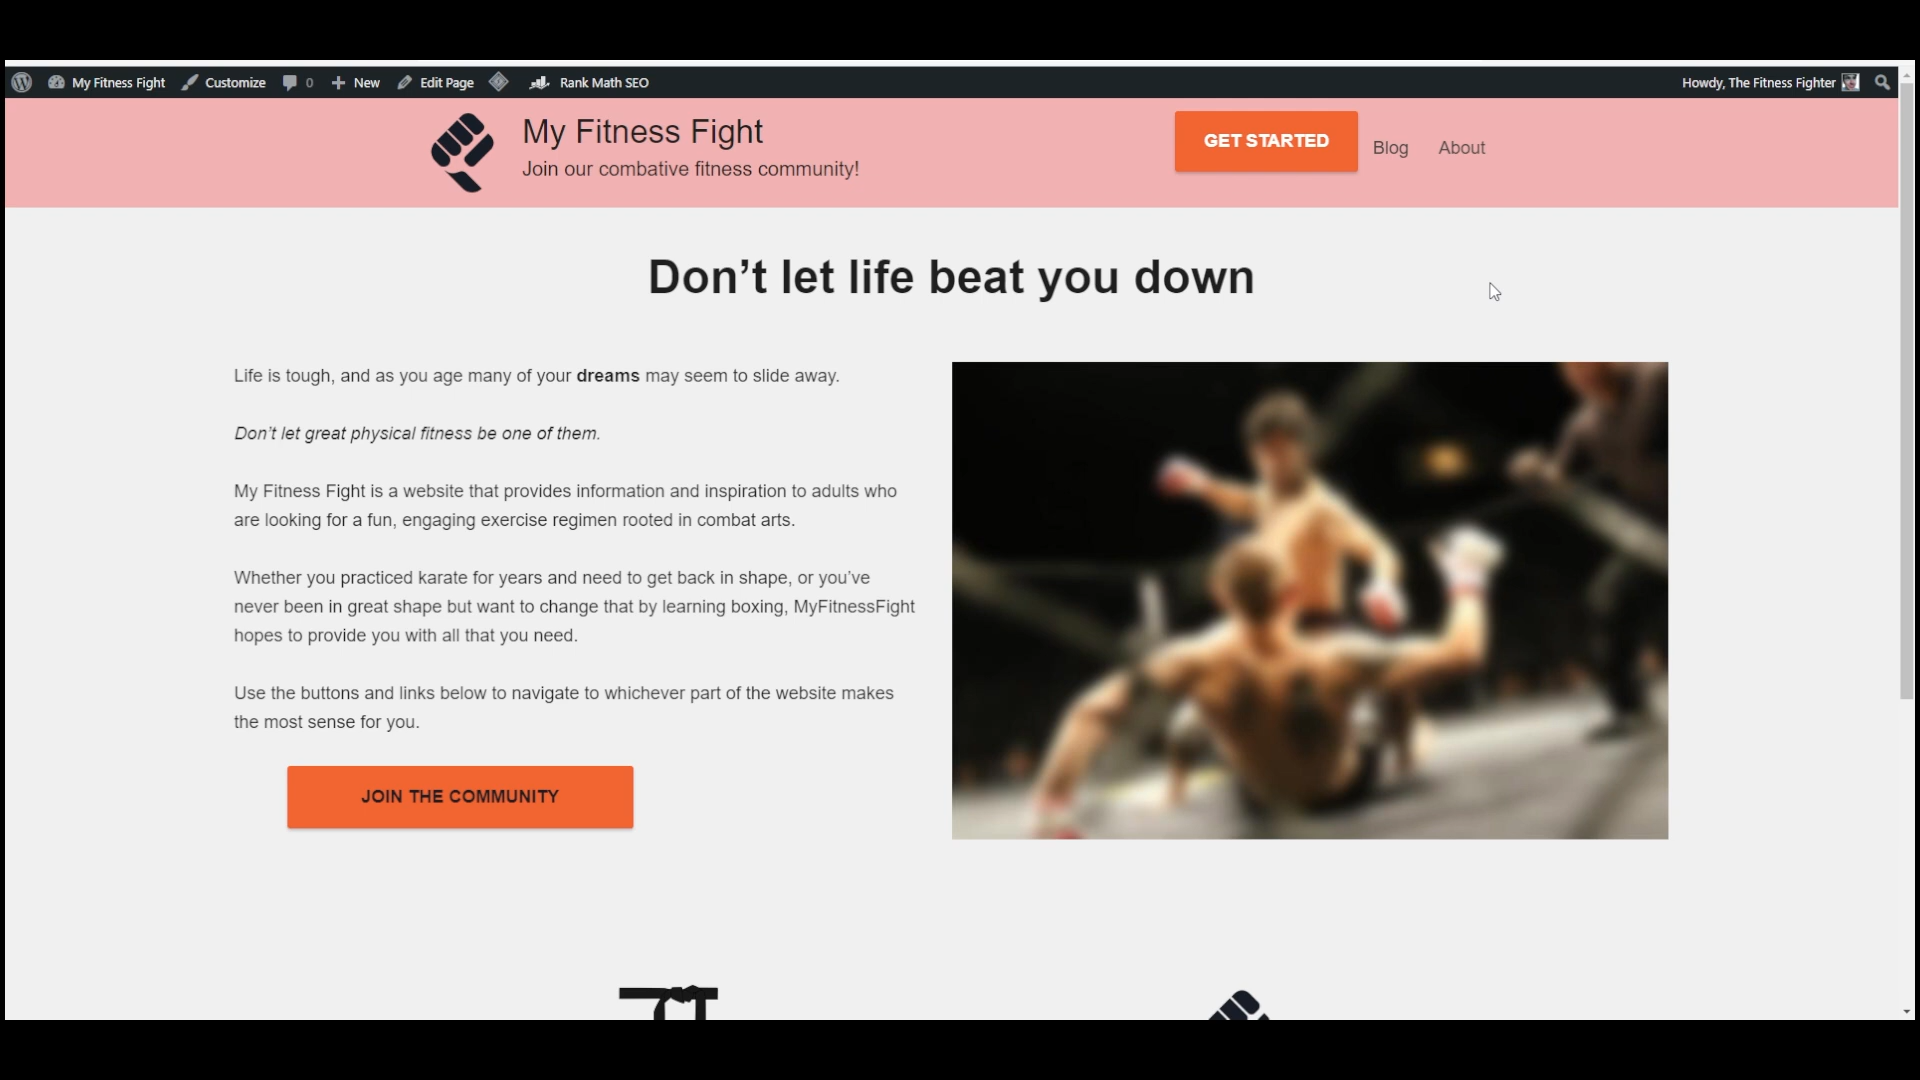 My Fitness Fight Customize 0 New Edit Page Rank Math SEO Howdy, The Fitness Fighter
My Fitness Fight
Join our combative fitness community!
GET STARTED Blog About
Don’t let life beat you down
Life is tough, and as you age many of your dreams may seem to slide away.
Don’t let great physical fitness be one of them.
My Fitness Fight is a website that provides information and inspiration to adults who
are looking for a fun, engaging exercise regimen rooted in combat arts.
Whether you practiced karate for years and need to get back in shape, or you’ve
never been in great shape but want to change that by learning boxing, MyFitnessFight
hopes to provide you with all that you need.
Use the buttons and links below to navigate to whichever part of the website makes
the most sense for you.
JOIN THE COMMUNITY